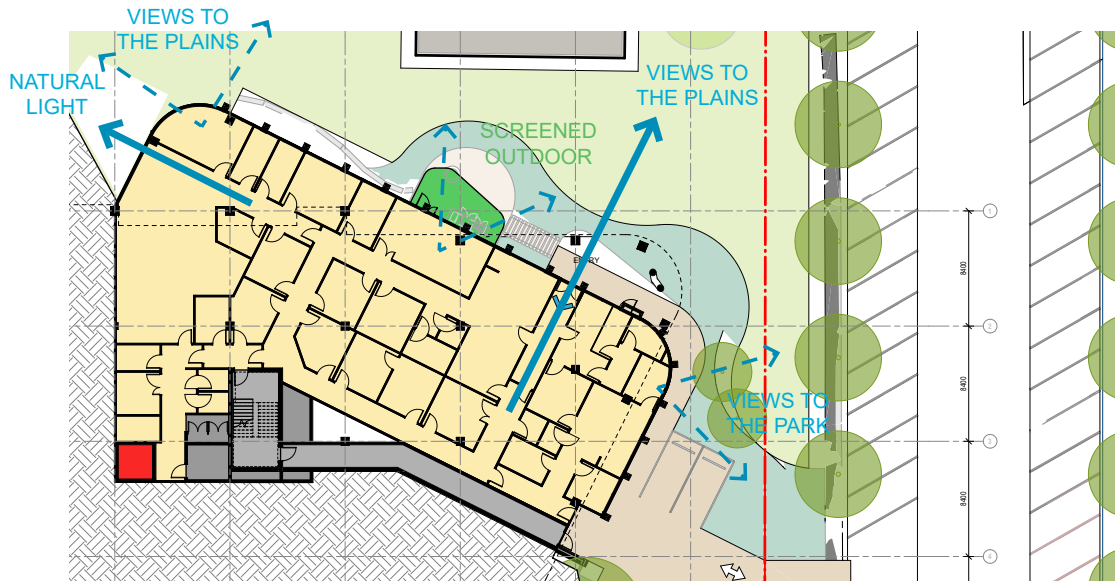 VIEWS TO
THE PLAINS
NATURAL
LIGHT
VIEWS TO
THE PLAINS
SCREENED
OUTDOOR
1
8400
2
8400
VIEWS TO
THE PARK
3
8400
4